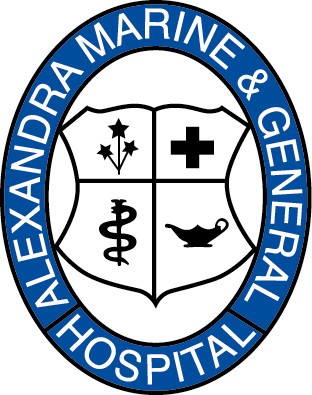 ALEXANDRA MARINE & GENERAL
HOSPITAL